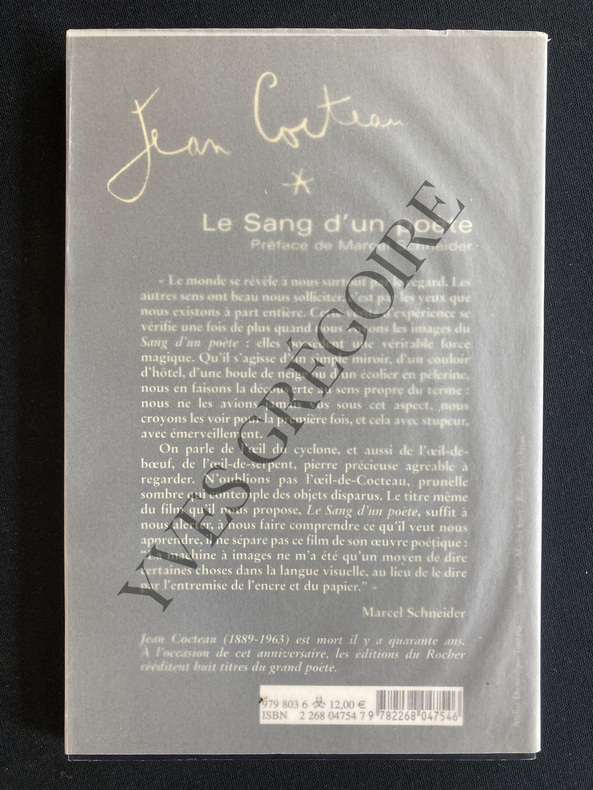 Jean Cocteau
*
Le Sang d'un poète
Préface de Marcel Schneider
« Le monde se révèle à nous surtout par le regard. Les
autres sens ont beau nous solliciter, c'est par les yeux que
nous existons à part entière. Cette d'expérience se
vérifie une fois de plus quand nous les images du
Sang d'un poète : elles une véritable force
magique. Qu'il s'agisse d'un simple miroir, d'un couloir
d'hôtel, d'une boule de neige ou d'un écolier en pèlerine,
nous en faisons la découverte au sens propre du terme :
nous ne les avions jamais vus sous cet aspect, nous
croyons les voir pour la première fois, et cela avec stupeur,
avec émerveillement.
On parle de l'œil du cyclone, et aussi de l'œil-de-
bœuf, de l'œil-de-serpent, pierre précieuse agréable à
regarder. N'oublions pas l'œil-de-Cocteau, prunelle
sombre qui contemple des objets disparus. Le titre même
du film qu'il nous propose, Le Sang d'un poète, suffit à
nous alerter, à nous faire comprendre ce qu'il veut nous
apprendre, il ne sépare pas ce film de son œuvre poétique :
"La machine à images ne m'a été qu'un moyen de dire
certaines choses dans la langue visuelle, au lieu de le dire
par l'entremise de l'encre et du papier." »
Marcel Schneider
Jean Cocteau (1889-1963) est mort il y a quarante ans.
À l'occasion de cet anniversaire, les éditions du Rocher
rééditent huit titres du grand poète.
979 803 6 12,00 €
ISBN 2 268 04754 7
9 782268 047546
YVES GRÉGOIRE